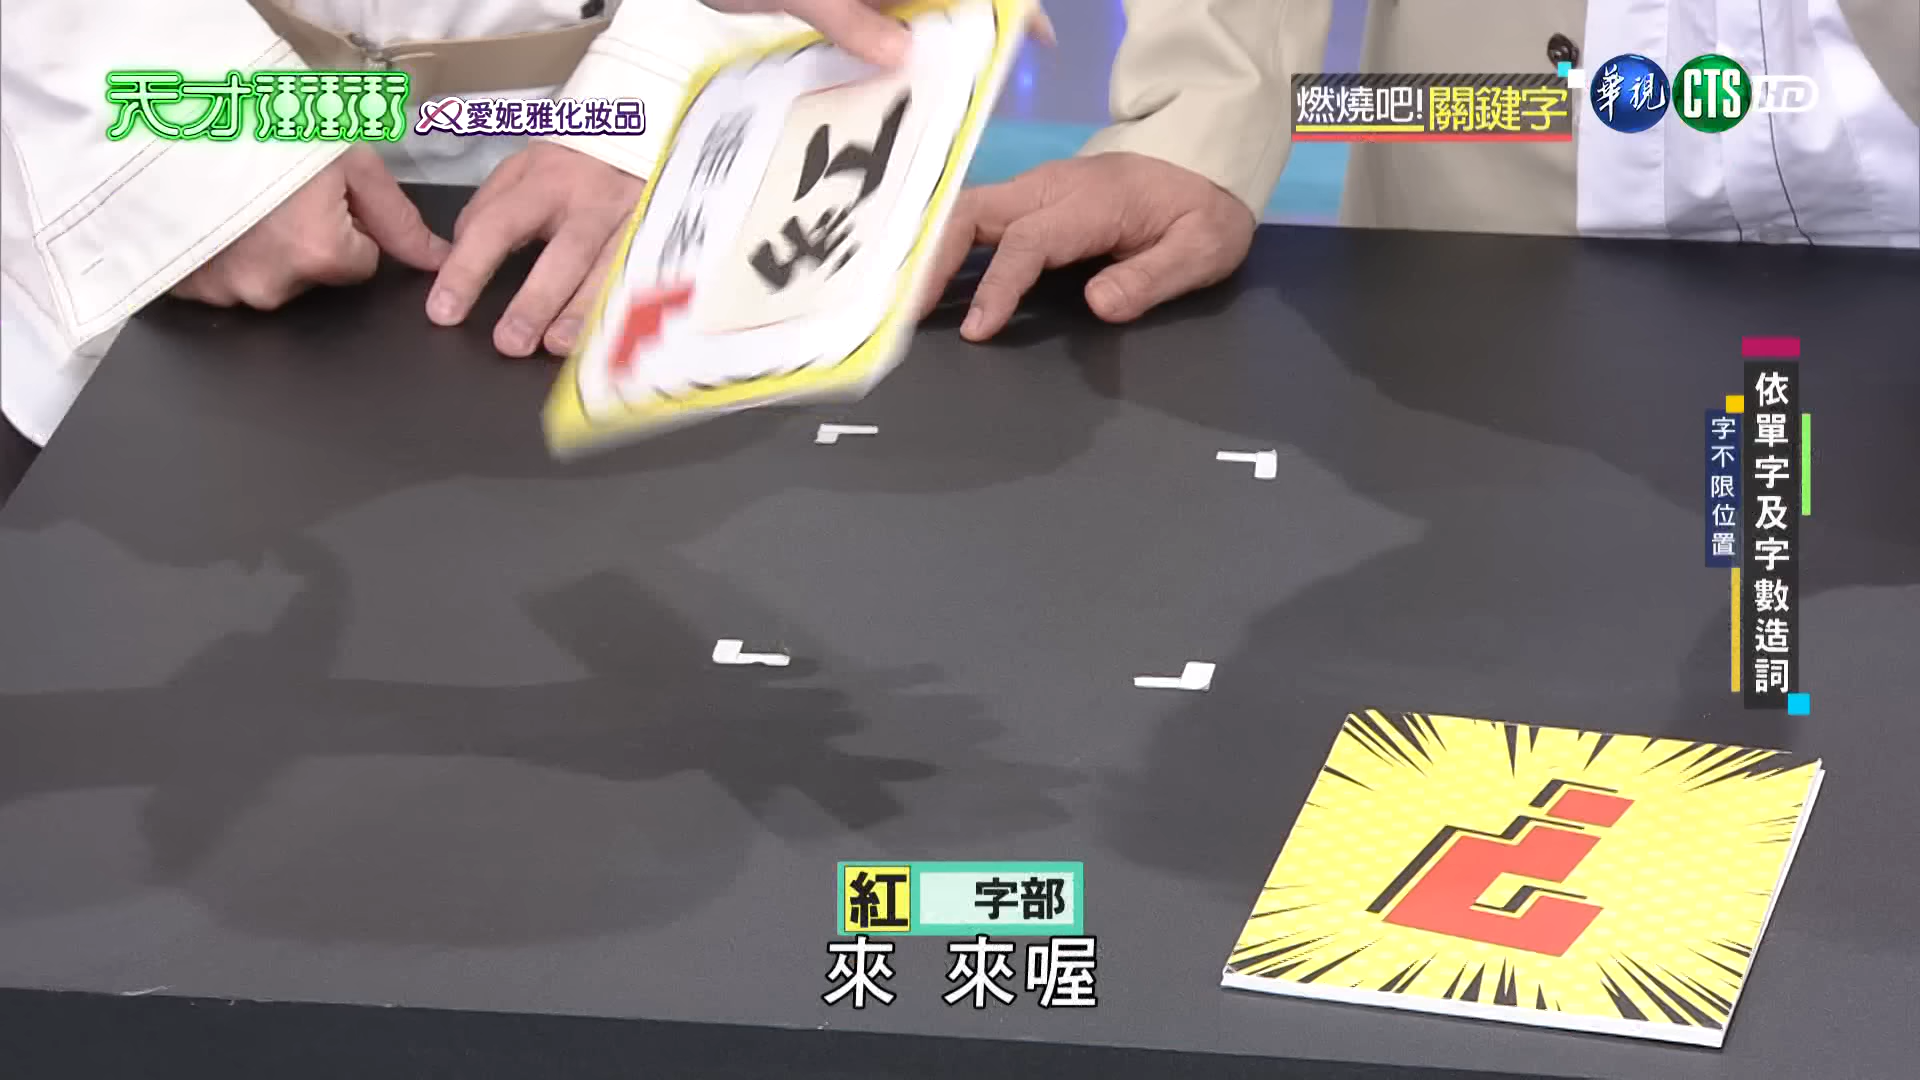 天才衝衝衝
愛妮雅化妝品
燃燒吧!關鍵字
華視
CTS
HD
紅
依單字及字數造詞
字不限位置
紅 字部
來 來喔